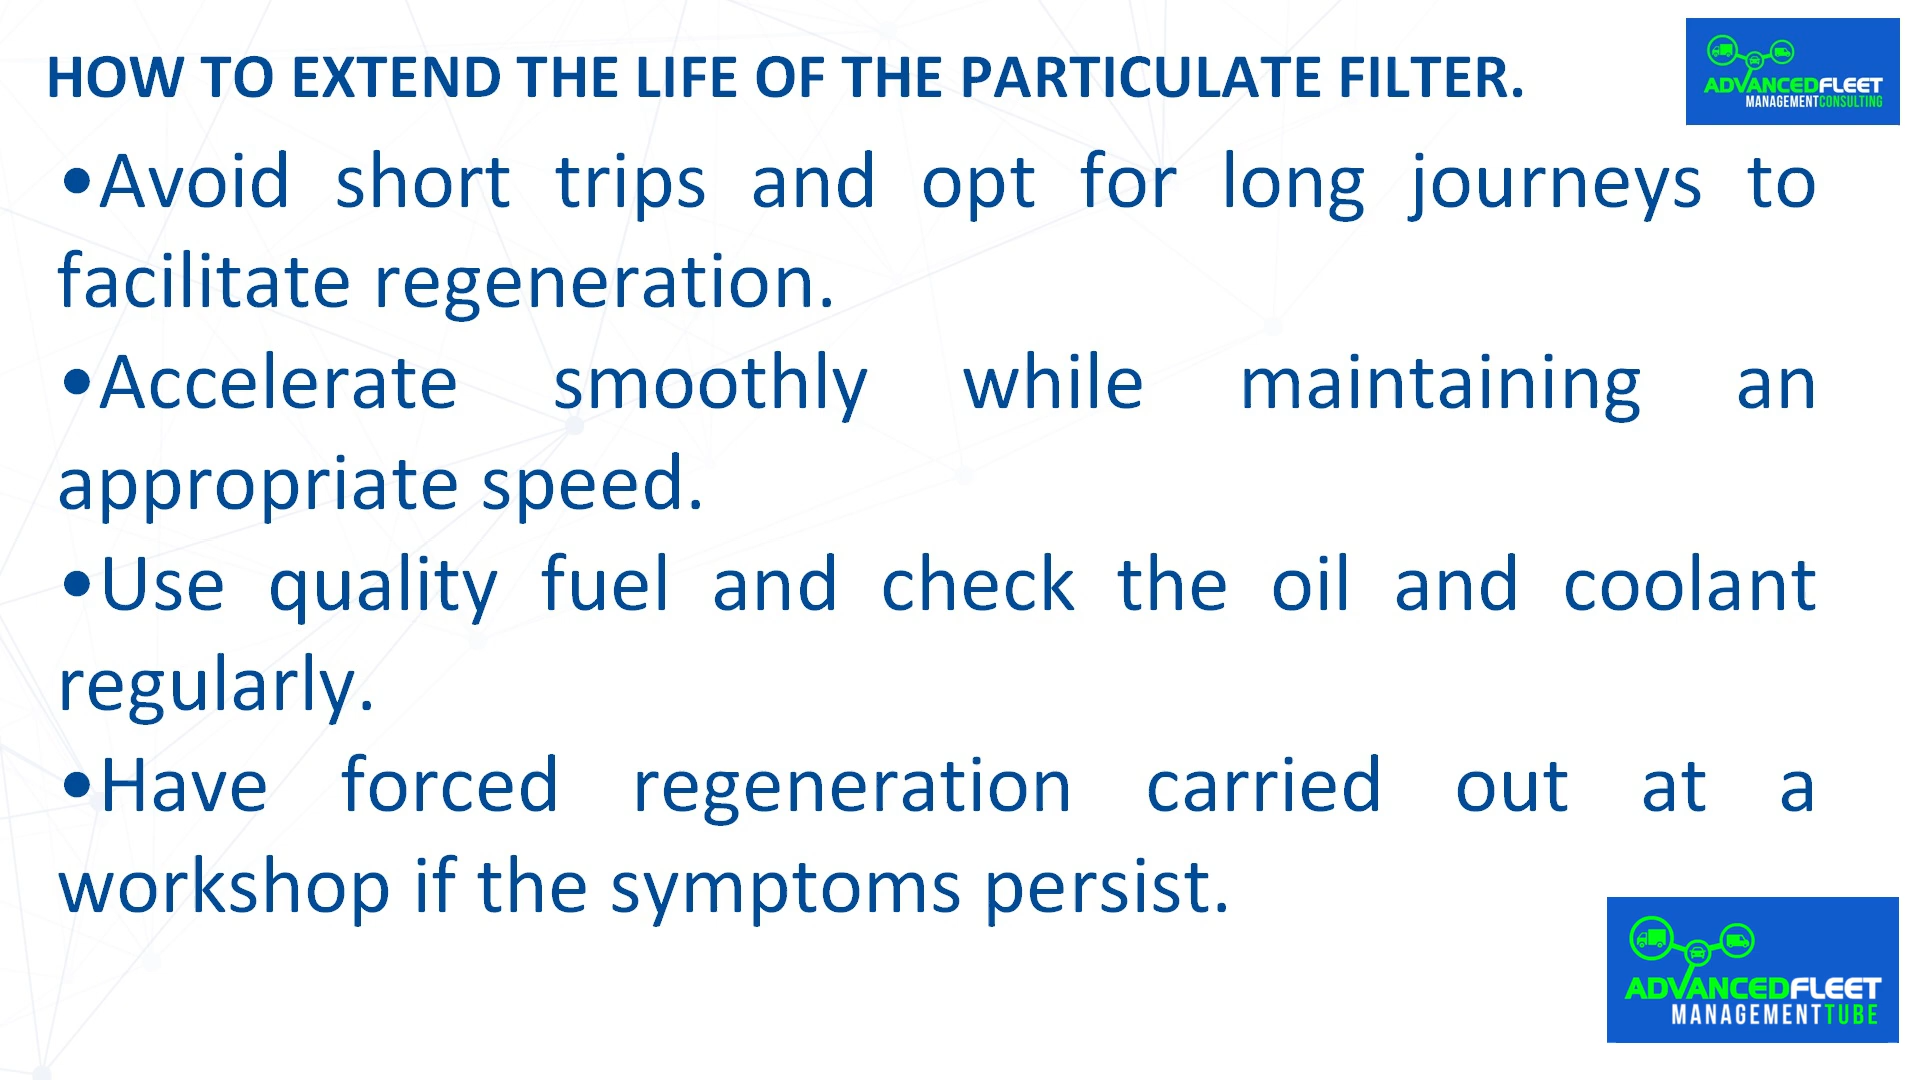 HOW TO EXTEND THE LIFE OF THE PARTICULATE FILTER.
ADVANCEDFLEET
MANAGEMENTCONSULTING
•Avoid short trips and opt for long journeys to
facilitate regeneration.
•Accelerate smoothly while maintaining an
appropriate speed.
•Use quality fuel and check the oil and coolant
regularly.
•Have forced regeneration carried out at a
workshop if the symptoms persist.
ADVANCEDFLEET
MANAGEMENTTUBE